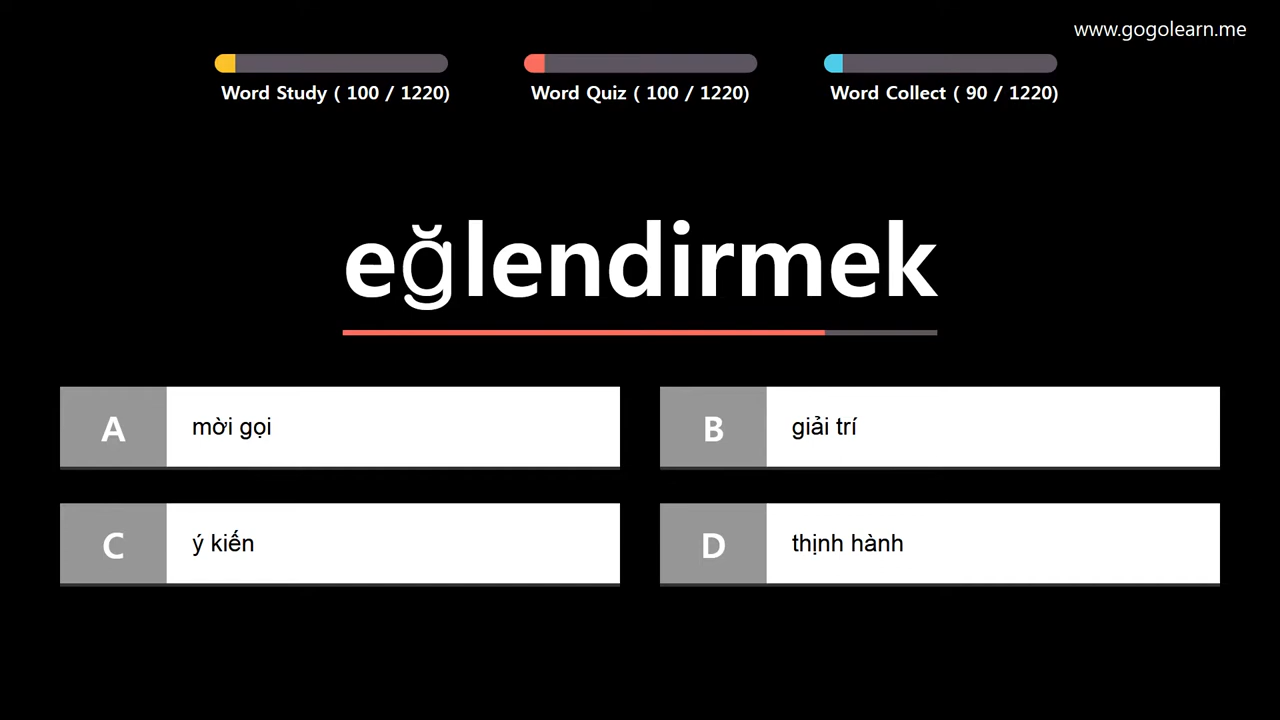 www.gogolearn.me
Word Study ( 100 / 1220)
Word Quiz ( 100 / 1220)
Word Collect ( 90 / 1220)
eğlendirmek
A
mời gọi
B
giải trí
C
ý kiến
D
thịnh hành